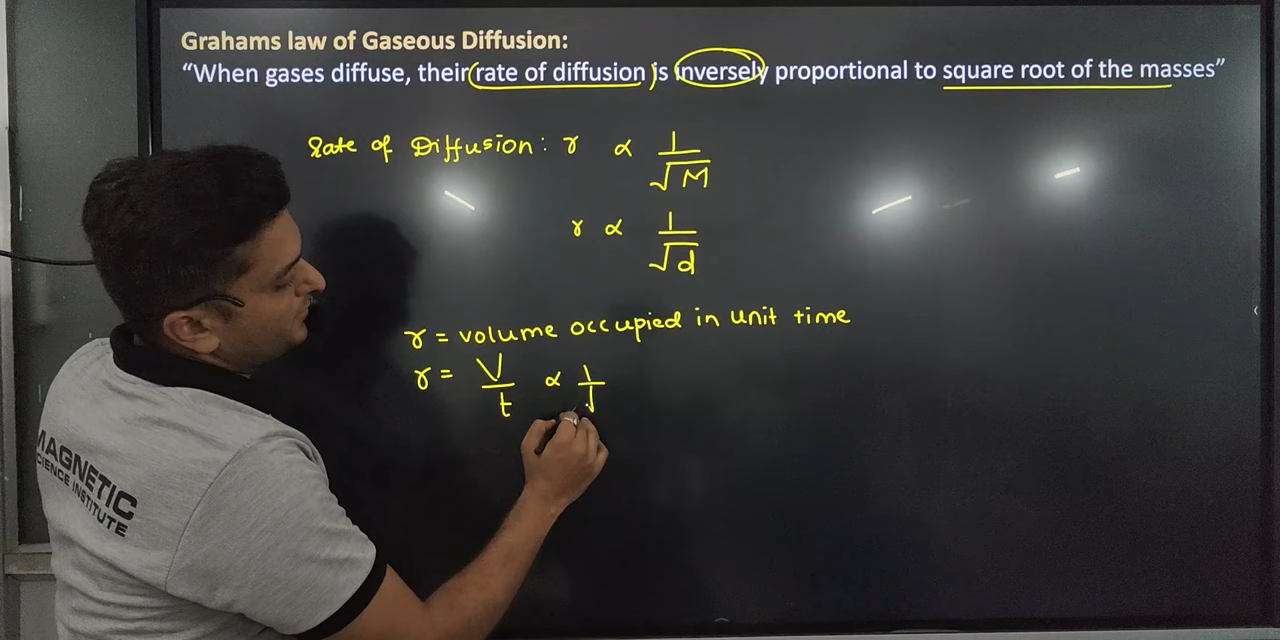 Grahams law of Gaseous Diffusion:
“When gases diffuse, their rate of diffusion is inversely proportional to square root of the masses”
Rate of Diffusion: r ∝ 1/√M
r ∝ 1/√d
r = volume occupied in unit time
r = V/t ∝ 1/√
MAGNETIC
SCIENCE INSTITUTE